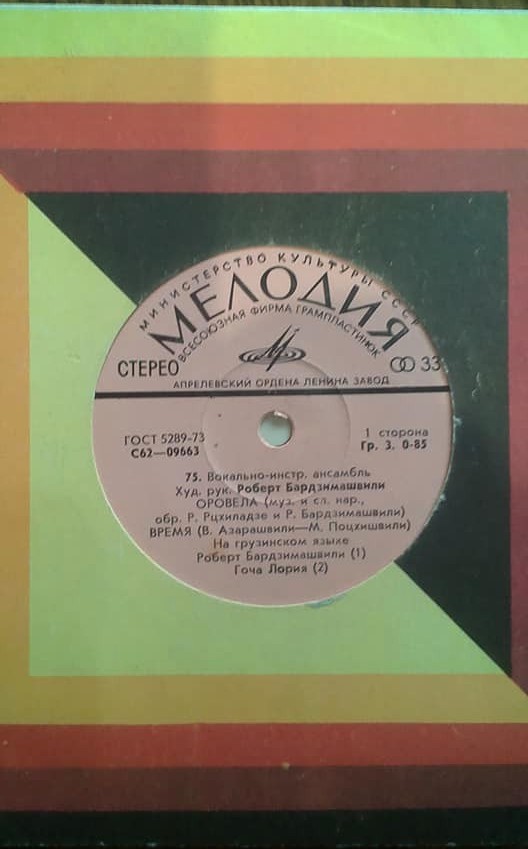 МИНИСТЕРСТВО КУЛЬТУРЫ СССР
МЕЛОДИЯ
ВСЕСОЮЗНАЯ ФИРМА ГРАМПЛАСТИНОК
СТЕРЕО
33
АПРЕЛЕВСКИЙ ОРДЕНА ЛЕНИНА ЗАВОД
ГОСТ 5289-73
С62—09663
1 сторона
Гр. 3. 0-85
75. Вокально-инстр. ансамбль
Худ. рук. Роберт Бардзимашвили
ОРОВЕЛА (муз. и сл. нар.,
обр. Р. Рцхиладзе и Р. Бардзимашвили)
ВРЕМЯ (В. Азарашвили—М. Поцхишвили)
На грузинском языке
Роберт Бардзимашвили (1)
Гоча Лория (2)